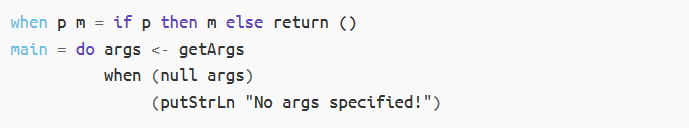 when p m = if p then m else return ()
main = do args <- getArgs
          when (null args)
               (putStrLn "No args specified!")